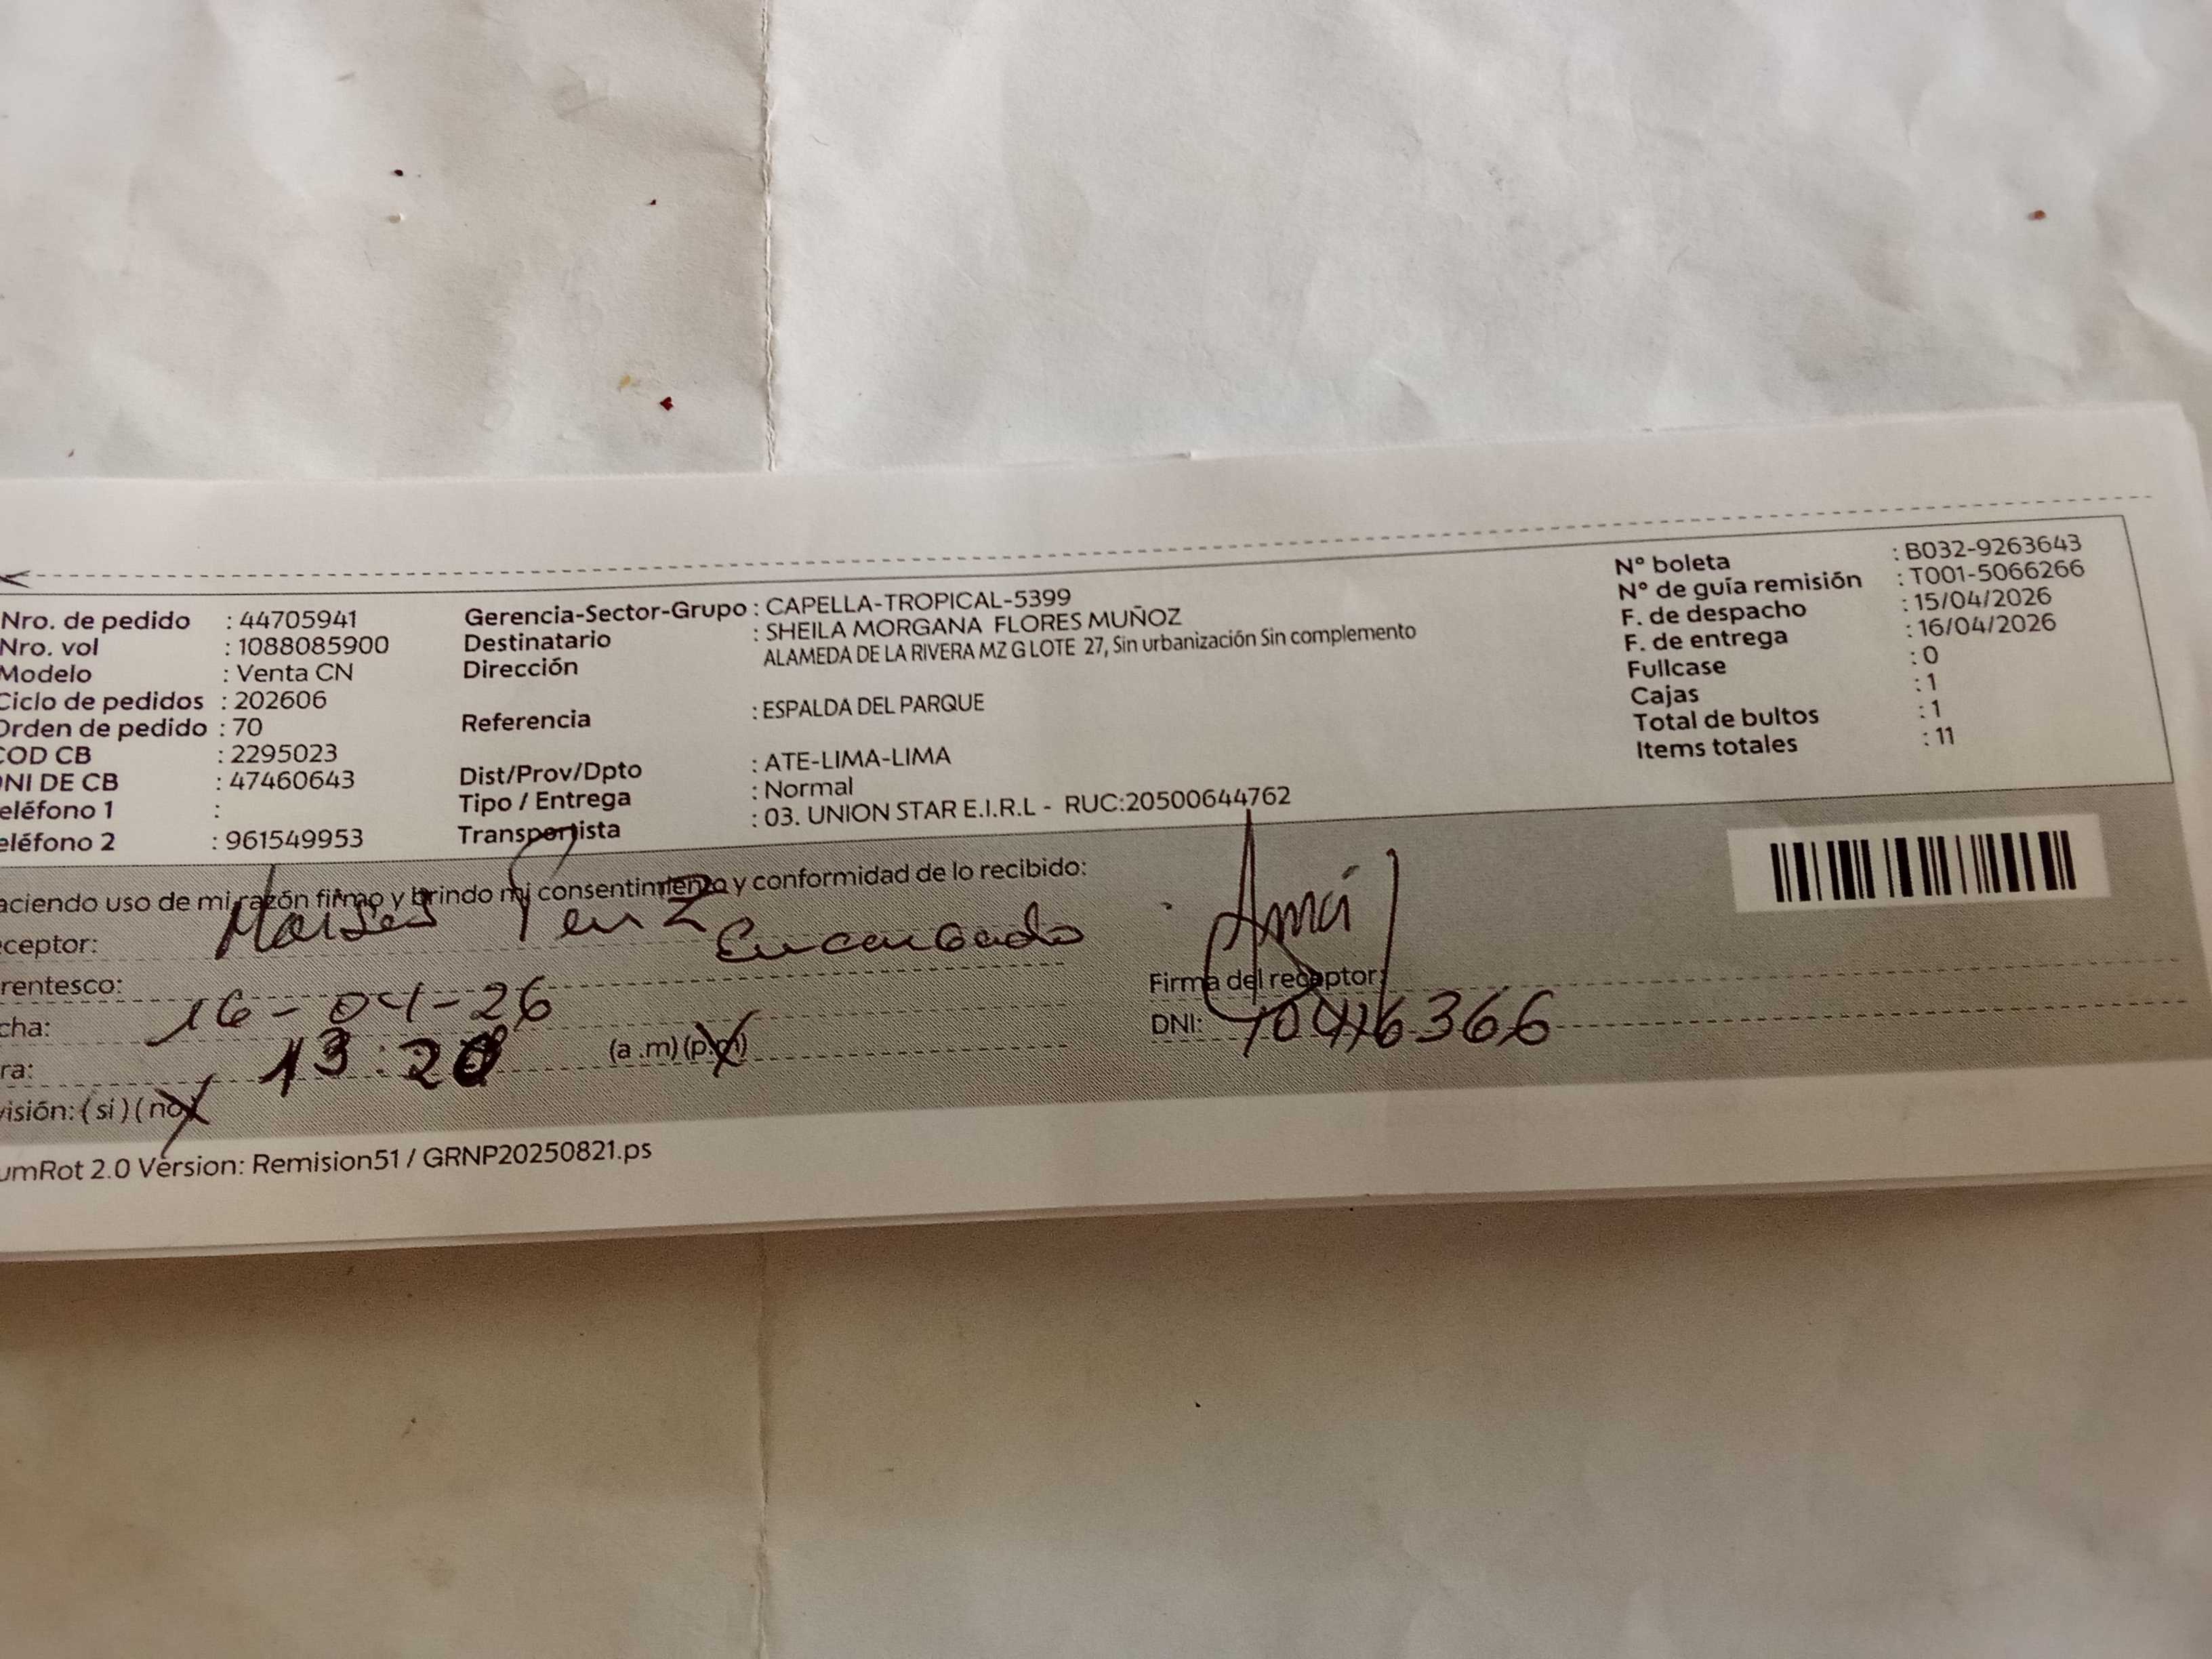 Nro. de pedido : 44705941
Nro. vol : 1088085900
Modelo : Venta CN
Ciclo de pedidos : 202606
Orden de pedido : 70
COD CB : 2295023
DNI DE CB : 47460643
eléfono 1 :
eléfono 2 : 961549953
Gerencia-Sector-Grupo : CAPELLA-TROPICAL-5399
Destinatario : SHEILA MORGANA FLORES MUÑOZ
Dirección ALAMEDA DE LA RIVERA MZ G LOTE 27, Sin urbanización Sin complemento
Referencia : ESPALDA DEL PARQUE
Dist/Prov/Dpto : ATE-LIMA-LIMA
Tipo / Entrega : Normal
Transportista : 03. UNION STAR E.I.R.L - RUC:20500644762
N° boleta : B032-9263643
N° de guía remisión : T001-5066266
F. de despacho : 15/04/2026
F. de entrega : 16/04/2026
Fullcase : 0
Cajas : 1
Total de bultos : 1
Items totales : 11
aciendo uso de mi razón firmo y brindo mi consentimiento y conformidad de lo recibido:
eceptor: Moises
rentesco: Encargado
cha: 16-04-26
ra: 13:20 (a .m) (p.m)
visión: ( si ) ( no )
Firma del receptor:
DNI:
umRot 2.0 Version: Remision51 / GRNP20250821.ps